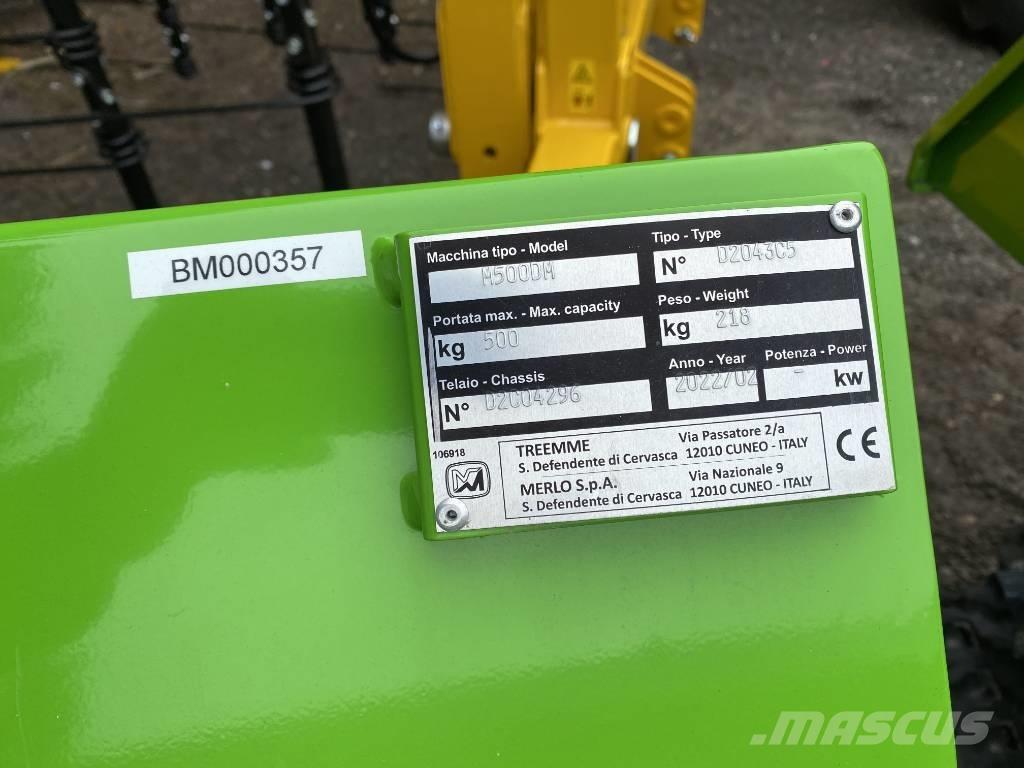 BM000357
Macchina tipo - Model
M500DM
Tipo - Type
N° D2043C5
Portata max. - Max. capacity
kg 500
Peso - Weight
kg 218
Telaio - Chassis
N° D2C04296
Anno - Year
2022/02
Potenza - Power
- kw
106918
TREEMME Via Passatore 2/a
S. Defendente di Cervasca 12010 CUNEO - ITALY
MERLO S.p.A. Via Nazionale 9
S. Defendente di Cervasca 12010 CUNEO - ITALY
CE
MASCUS